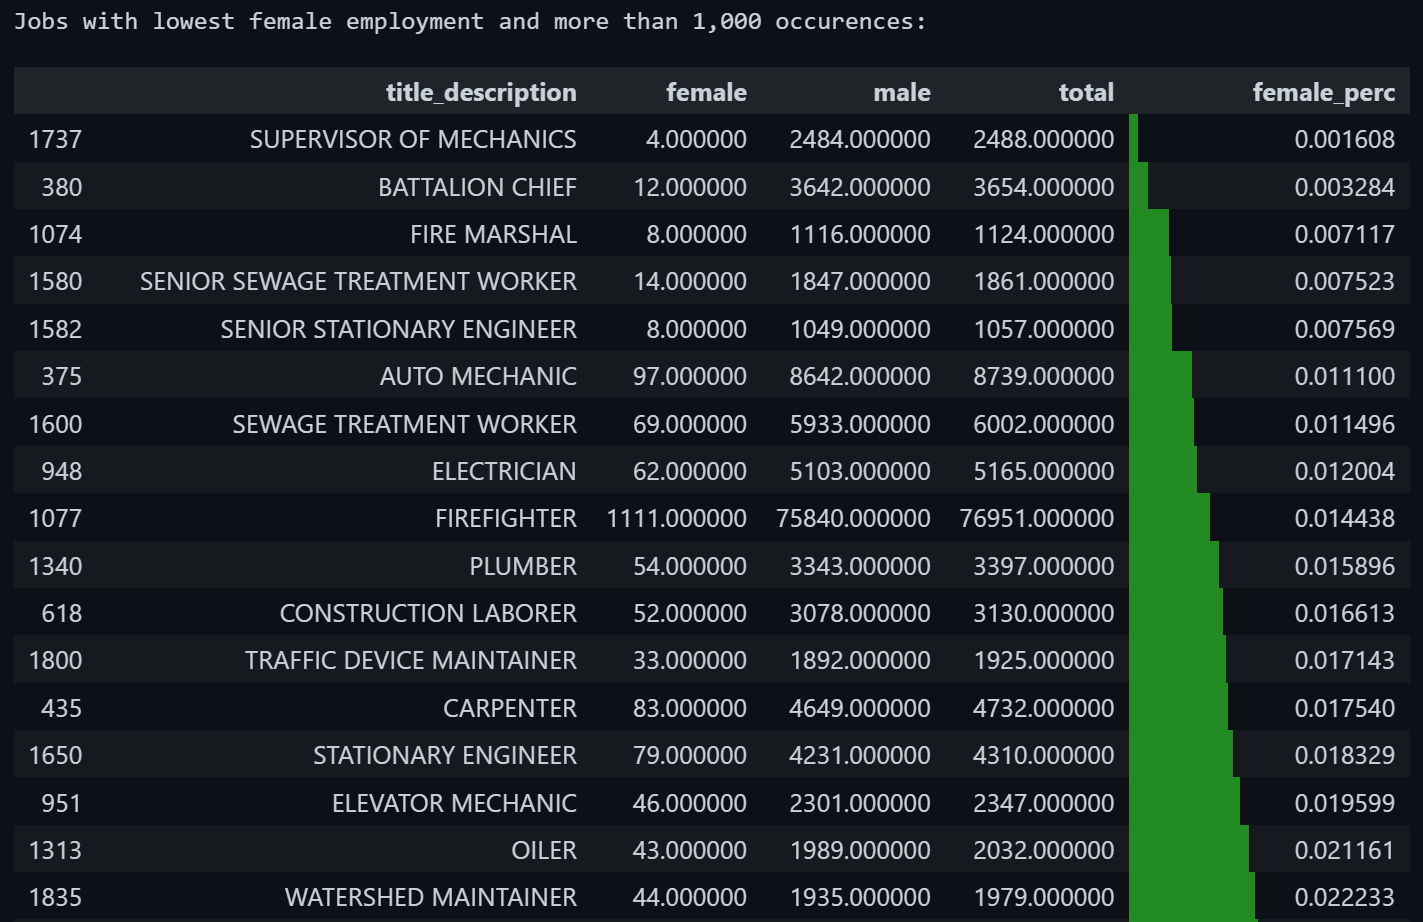 Jobs with lowest female employment and more than 1,000 occurences:
title_description female male total female_perc
1737 SUPERVISOR OF MECHANICS 4.000000 2484.000000 2488.000000 0.001608
380 BATTALION CHIEF 12.000000 3642.000000 3654.000000 0.003284
1074 FIRE MARSHAL 8.000000 1116.000000 1124.000000 0.007117
1580 SENIOR SEWAGE TREATMENT WORKER 14.000000 1847.000000 1861.000000 0.007523
1582 SENIOR STATIONARY ENGINEER 8.000000 1049.000000 1057.000000 0.007569
375 AUTO MECHANIC 97.000000 8642.000000 8739.000000 0.011100
1600 SEWAGE TREATMENT WORKER 69.000000 5933.000000 6002.000000 0.011496
948 ELECTRICIAN 62.000000 5103.000000 5165.000000 0.012004
1077 FIREFIGHTER 1111.000000 75840.000000 76951.000000 0.014438
1340 PLUMBER 54.000000 3343.000000 3397.000000 0.015896
618 CONSTRUCTION LABORER 52.000000 3078.000000 3130.000000 0.016613
1800 TRAFFIC DEVICE MAINTAINER 33.000000 1892.000000 1925.000000 0.017143
435 CARPENTER 83.000000 4649.000000 4732.000000 0.017540
1650 STATIONARY ENGINEER 79.000000 4231.000000 4310.000000 0.018329
951 ELEVATOR MECHANIC 46.000000 2301.000000 2347.000000 0.019599
1313 OILER 43.000000 1989.000000 2032.000000 0.021161
1835 WATERSHED MAINTAINER 44.000000 1935.000000 1979.000000 0.022233